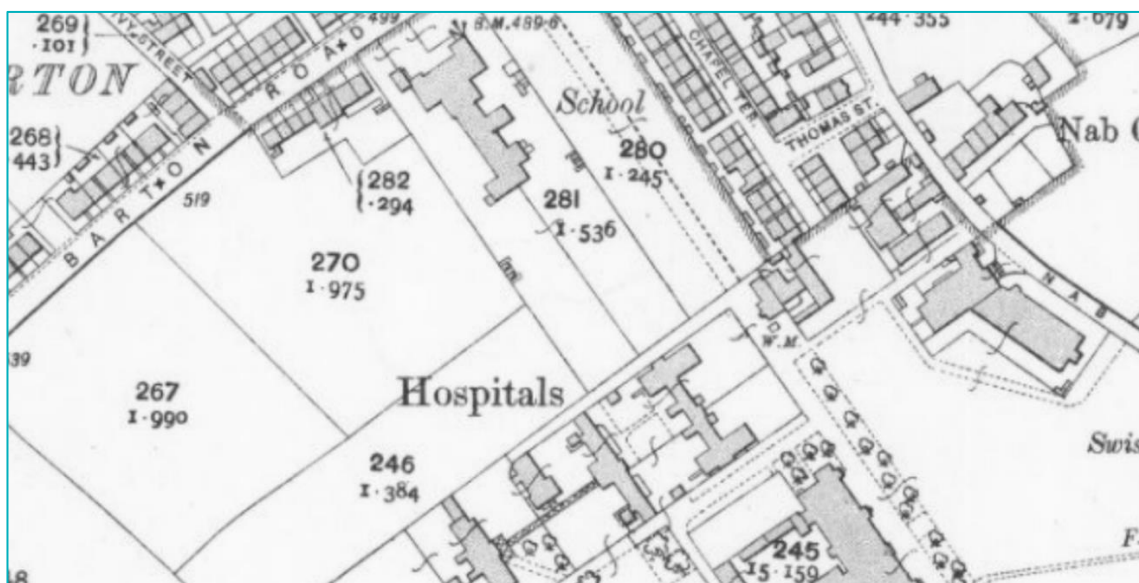 269
.101
IVY STREET
RTON
499
ROAD
B.M.489.6
School
CHAPEL TER.
244.355
2.679
THOMAS ST.
Nab
268
443
BARTON
519
282
.294
280
1.245
281
1.536
270
1.975
NAB
W.M.
539
267
1.990
Hospitals
246
1.384
Swis
245
15.159
F
18